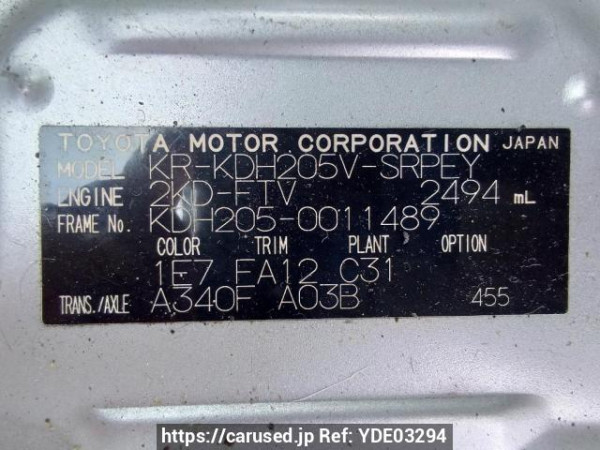 TOYOTA MOTOR CORPORATION JAPAN
MODEL KR-KDH205V-SRPEY
ENGINE 2KD-FTV 2494 mL
FRAME No. KDH205-0011489
COLOR TRIM PLANT OPTION
1E7 FA12 C31
TRANS./AXLE A340F A03B 455
https://carused.jp Ref: YDE03294